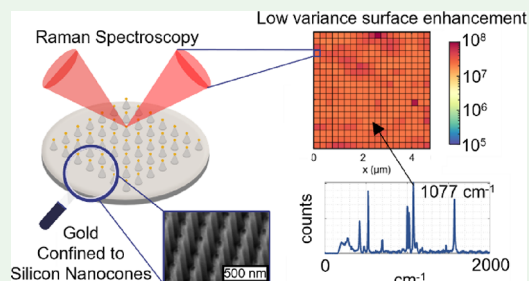 Low variance surface enhancement
Raman Spectroscopy
10⁸
10⁷
10⁶
10⁵
0 2 4
x (μm)
1077 cm⁻¹
counts
0 2000
cm⁻¹
Gold
Confined to
Silicon Nanocones
500 nm